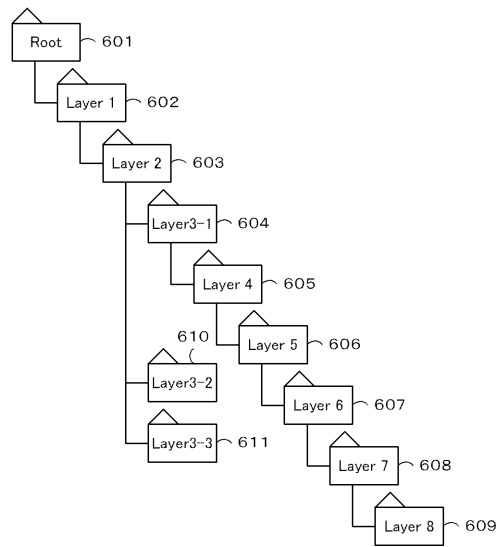 Root 601
Layer 1 602
Layer 2 603
Layer3-1 604
Layer 4 605
610
Layer 5 606
Layer3-2
Layer 6 607
Layer3-3 611
Layer 7 608
Layer 8 609